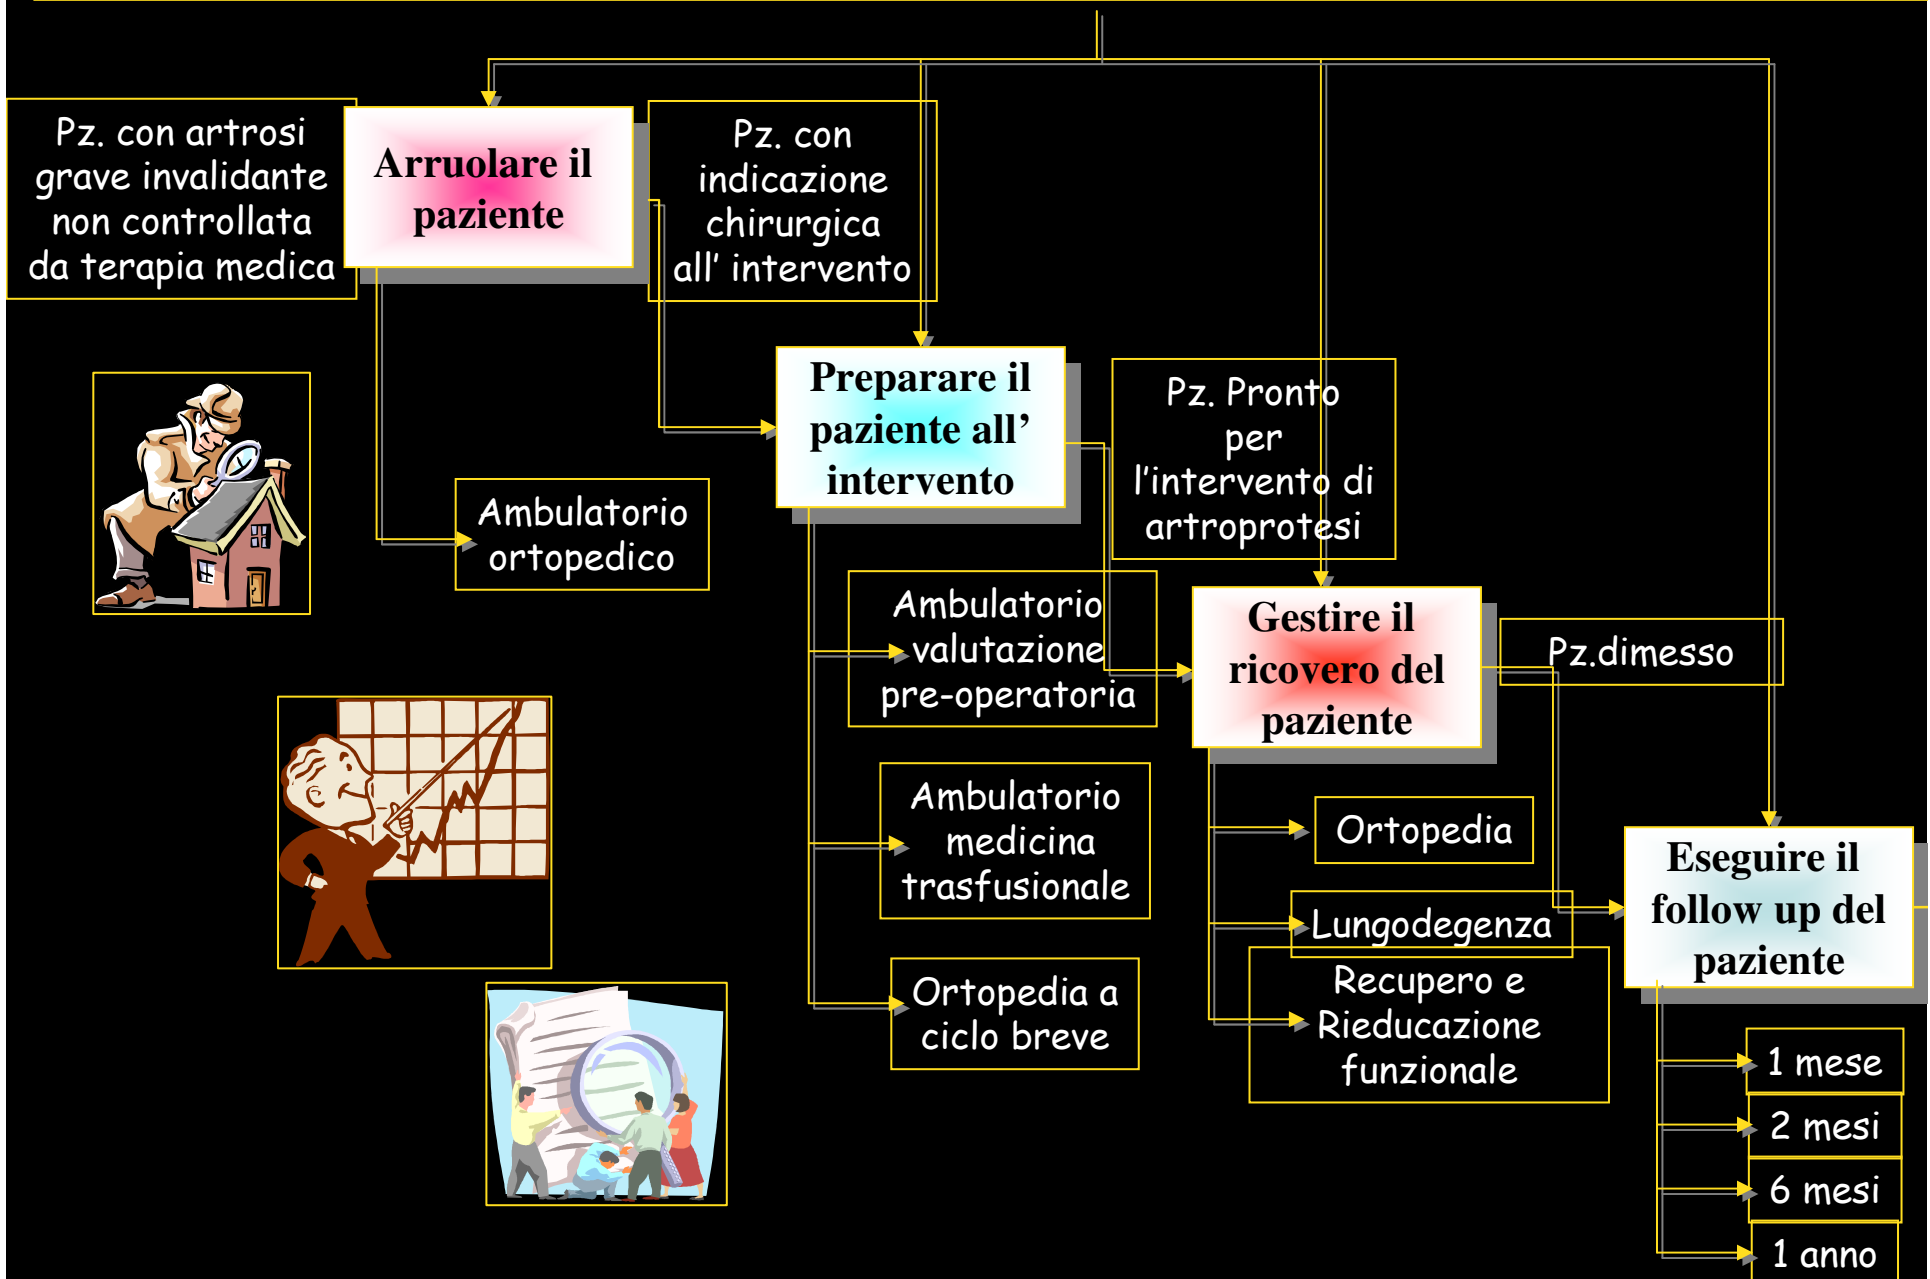 Pz. con artrosi
grave invalidante
non controllata
da terapia medica
Arruolare il
paziente
Pz. con
indicazione
chirurgica
all' intervento
Ambulatorio
ortopedico
Preparare il
paziente all’
intervento
Pz. Pronto
per
l'intervento di
artroprotesi
Ambulatorio
valutazione
pre-operatoria
Ambulatorio
medicina
trasfusionale
Ortopedia a
ciclo breve
Gestire il
ricovero del
paziente
Pz.dimesso
Ortopedia
Lungodegenza
Recupero e
Rieducazione
funzionale
Eseguire il
follow up del
paziente
1 mese
2 mesi
6 mesi
1 anno